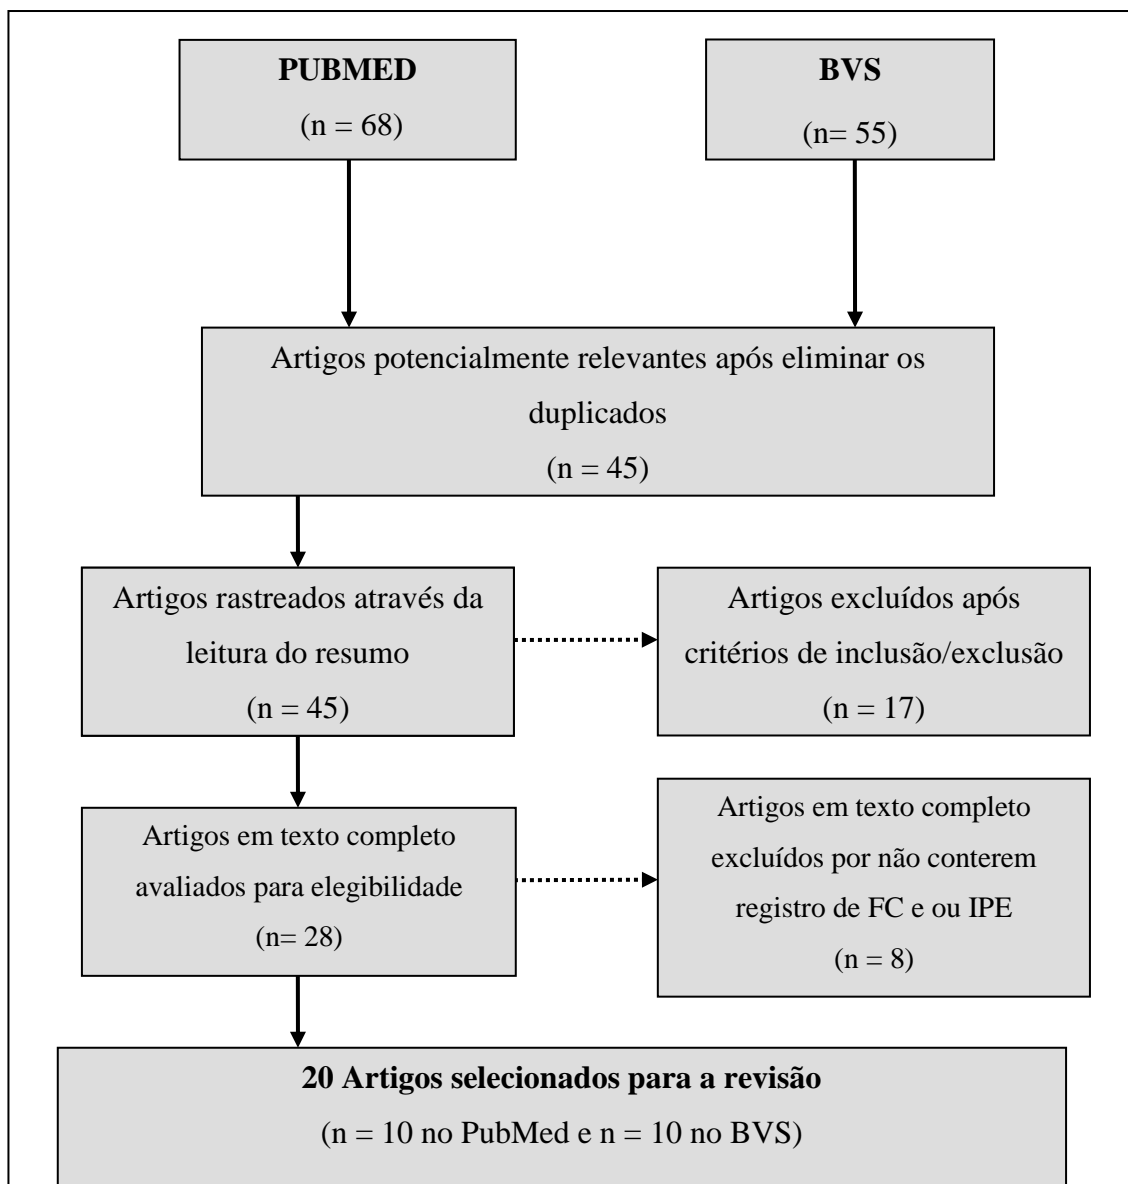 PUBMED
(n = 68)
BVS
(n= 55)
Artigos potencialmente relevantes após eliminar os
duplicados
(n = 45)
Artigos rastreados através da
leitura do resumo
(n = 45)
Artigos excluídos após
critérios de inclusão/exclusão
(n = 17)
Artigos em texto completo
avaliados para elegibilidade
(n= 28)
Artigos em texto completo
excluídos por não conterem
registro de FC e ou IPE
(n = 8)
20 Artigos selecionados para a revisão
(n = 10 no PubMed e n = 10 no BVS)